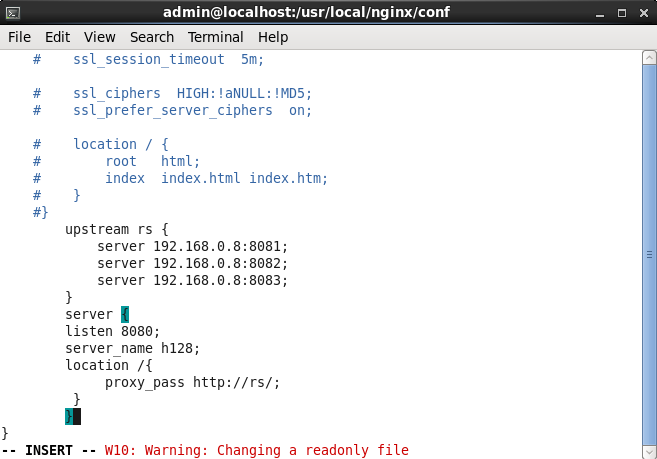 admin@localhost:/usr/local/nginx/conf
File Edit View Search Terminal Help
    #    ssl_session_timeout  5m;

    #    ssl_ciphers  HIGH:!aNULL:!MD5;
    #    ssl_prefer_server_ciphers  on;

    #    location / {
    #        root   html;
    #        index  index.html index.htm;
    #    }
    #}
        upstream rs {
            server 192.168.0.8:8081;
            server 192.168.0.8:8082;
            server 192.168.0.8:8083;
        }
        server {
        listen 8080;
        server_name h128;
        location /{
             proxy_pass http://rs/;
         }
        }
}
-- INSERT -- W10: Warning: Changing a readonly file